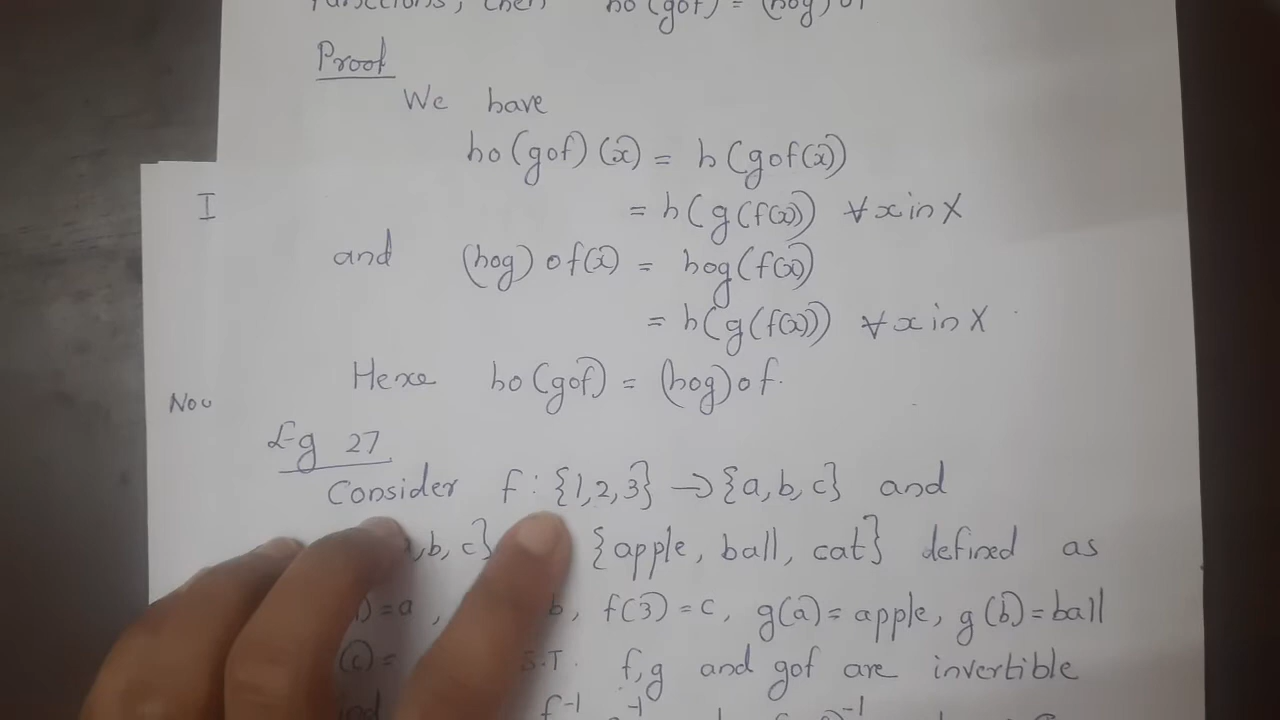 then ho(gof) = (hog)of
Proof
We have
ho(gof)(x) = h(gof(x))
I
= h(g(f(x)) ∀ x in X
and (hog)of(x) = hog(f(x))
= h(g(f(x))) ∀ x in X
Hence ho(gof) = (hog)of.
Nou
Eg 27
Consider f: {1,2,3} → {a,b,c} and
,b,c} {apple, ball, cat} defined as
)=a, b, f(3)=c, g(a)=apple, g(b)=ball
(c)= S.T. f,g and gof are invertible